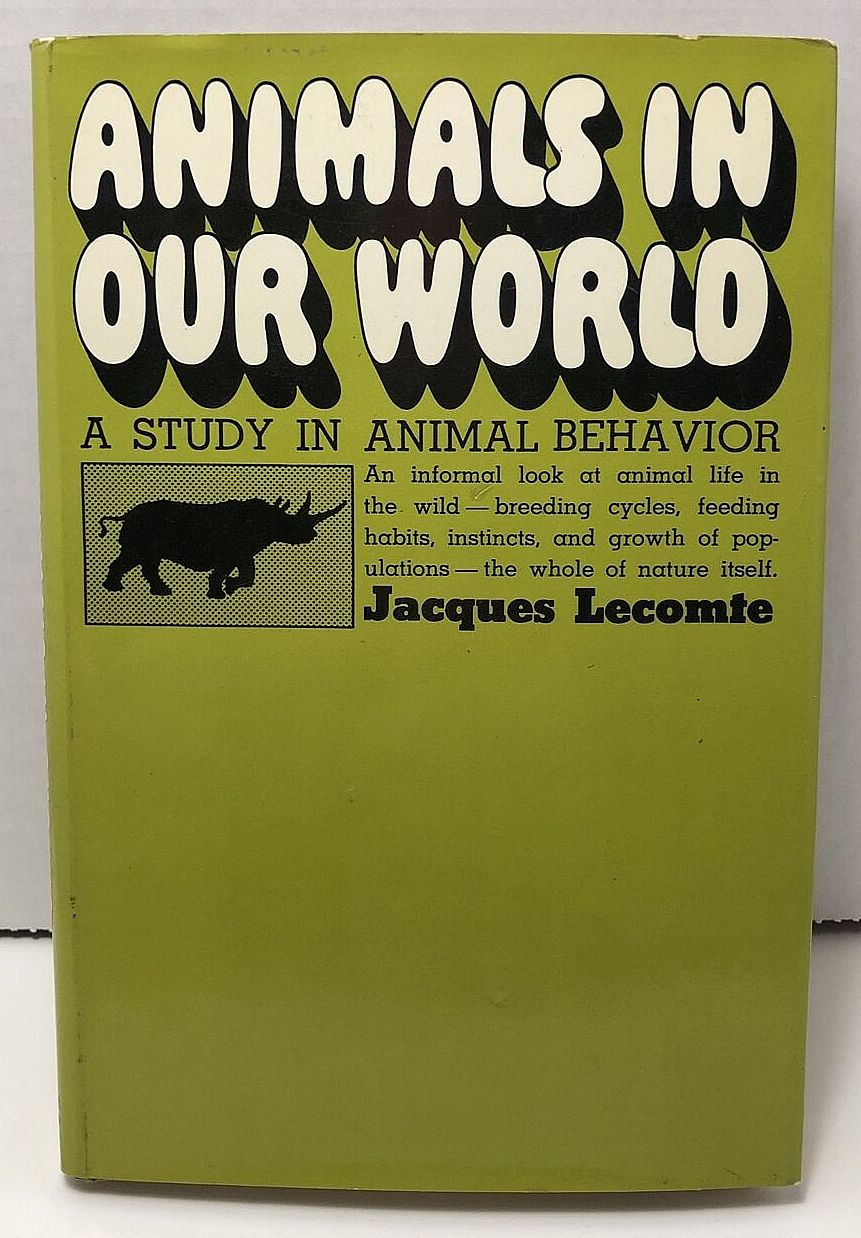 ANIMALS IN
OUR WORLD
A STUDY IN ANIMAL BEHAVIOR
An informal look at animal life in
the wild — breeding cycles, feeding
habits, instincts, and growth of pop-
ulations — the whole of nature itself.
Jacques Lecomte